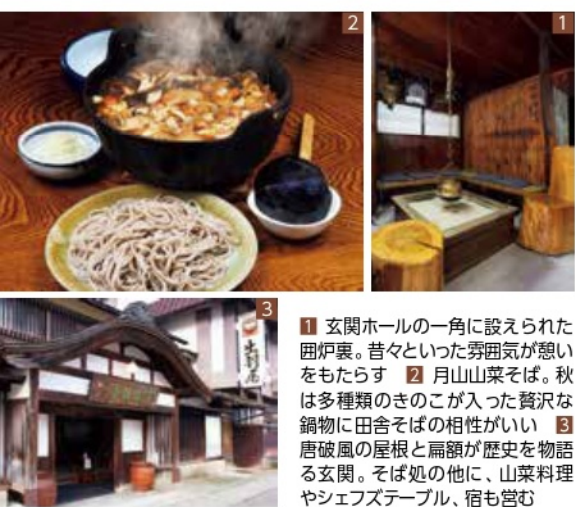 2
1
3
1 玄関ホールの一角に設えられた
囲炉裏。昔々といった雰囲気が憩い
をもたらす 2 月山山菜そば。秋
は多種類のきのこが入った贅沢な
鍋物に田舎そばの相性がいい 3
唐破風の屋根と扁額が歴史を物語
る玄関。そば処の他に、山菜料理
やシェフズテーブル、宿も営む